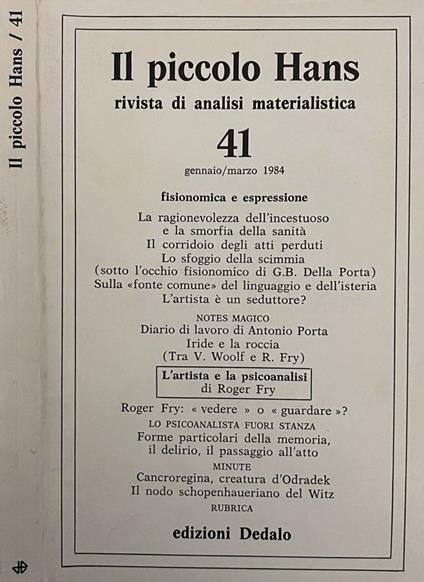 Il piccolo Hans / 41
Il piccolo Hans
rivista di analisi materialistica
41
gennaio/marzo 1984
fisionomica e espressione
La ragionevolezza dell'incestuoso
e la smorfia della sanità
Il corridoio degli atti perduti
Lo sfoggio della scimmia
(sotto l'occhio fisionomico di G.B. Della Porta)
Sulla «fonte comune» del linguaggio e dell'isteria
L'artista è un seduttore?
NOTES MAGICO
Diario di lavoro di Antonio Porta
Iride e la roccia
(Tra V. Woolf e R. Fry)
L'artista e la psicoanalisi
di Roger Fry
Roger Fry: « vedere » o « guardare »?
LO PSICOANALISTA FUORI STANZA
Forme particolari della memoria,
il delirio, il passaggio all'atto
MINUTE
Cancroregina, creatura d'Odradek
Il nodo schopenhaueriano del Witz
RUBRICA
edizioni Dedalo